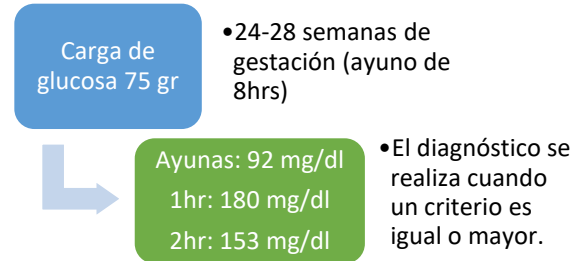 Carga de
glucosa 75 gr
•24-28 semanas de
gestación (ayuno de
8hrs)
Ayunas: 92 mg/dl
1hr: 180 mg/dl
2hr: 153 mg/dl
•El diagnóstico se
realiza cuando
un criterio es
igual o mayor.